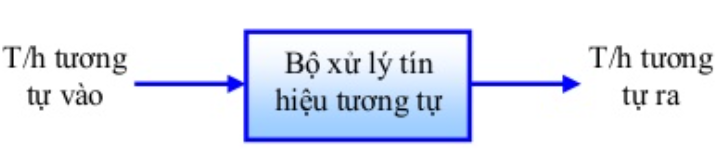 T/h tương
tự vào
Bộ xử lý tín
hiệu tương tự
T/h tương
tự ra